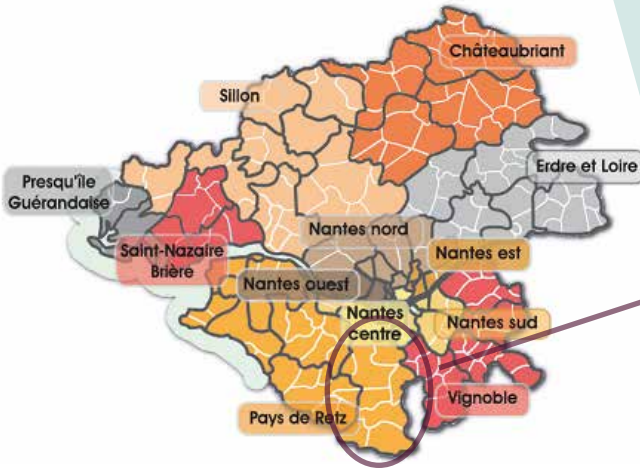 Châteaubriant
Sillon
Erdre et Loire
Presqu'île
Guérandaise
Nantes nord
Saint-Nazaire
Brière
Nantes est
Nantes ouest
Nantes
centre
Nantes sud
Vignoble
Pays de Retz